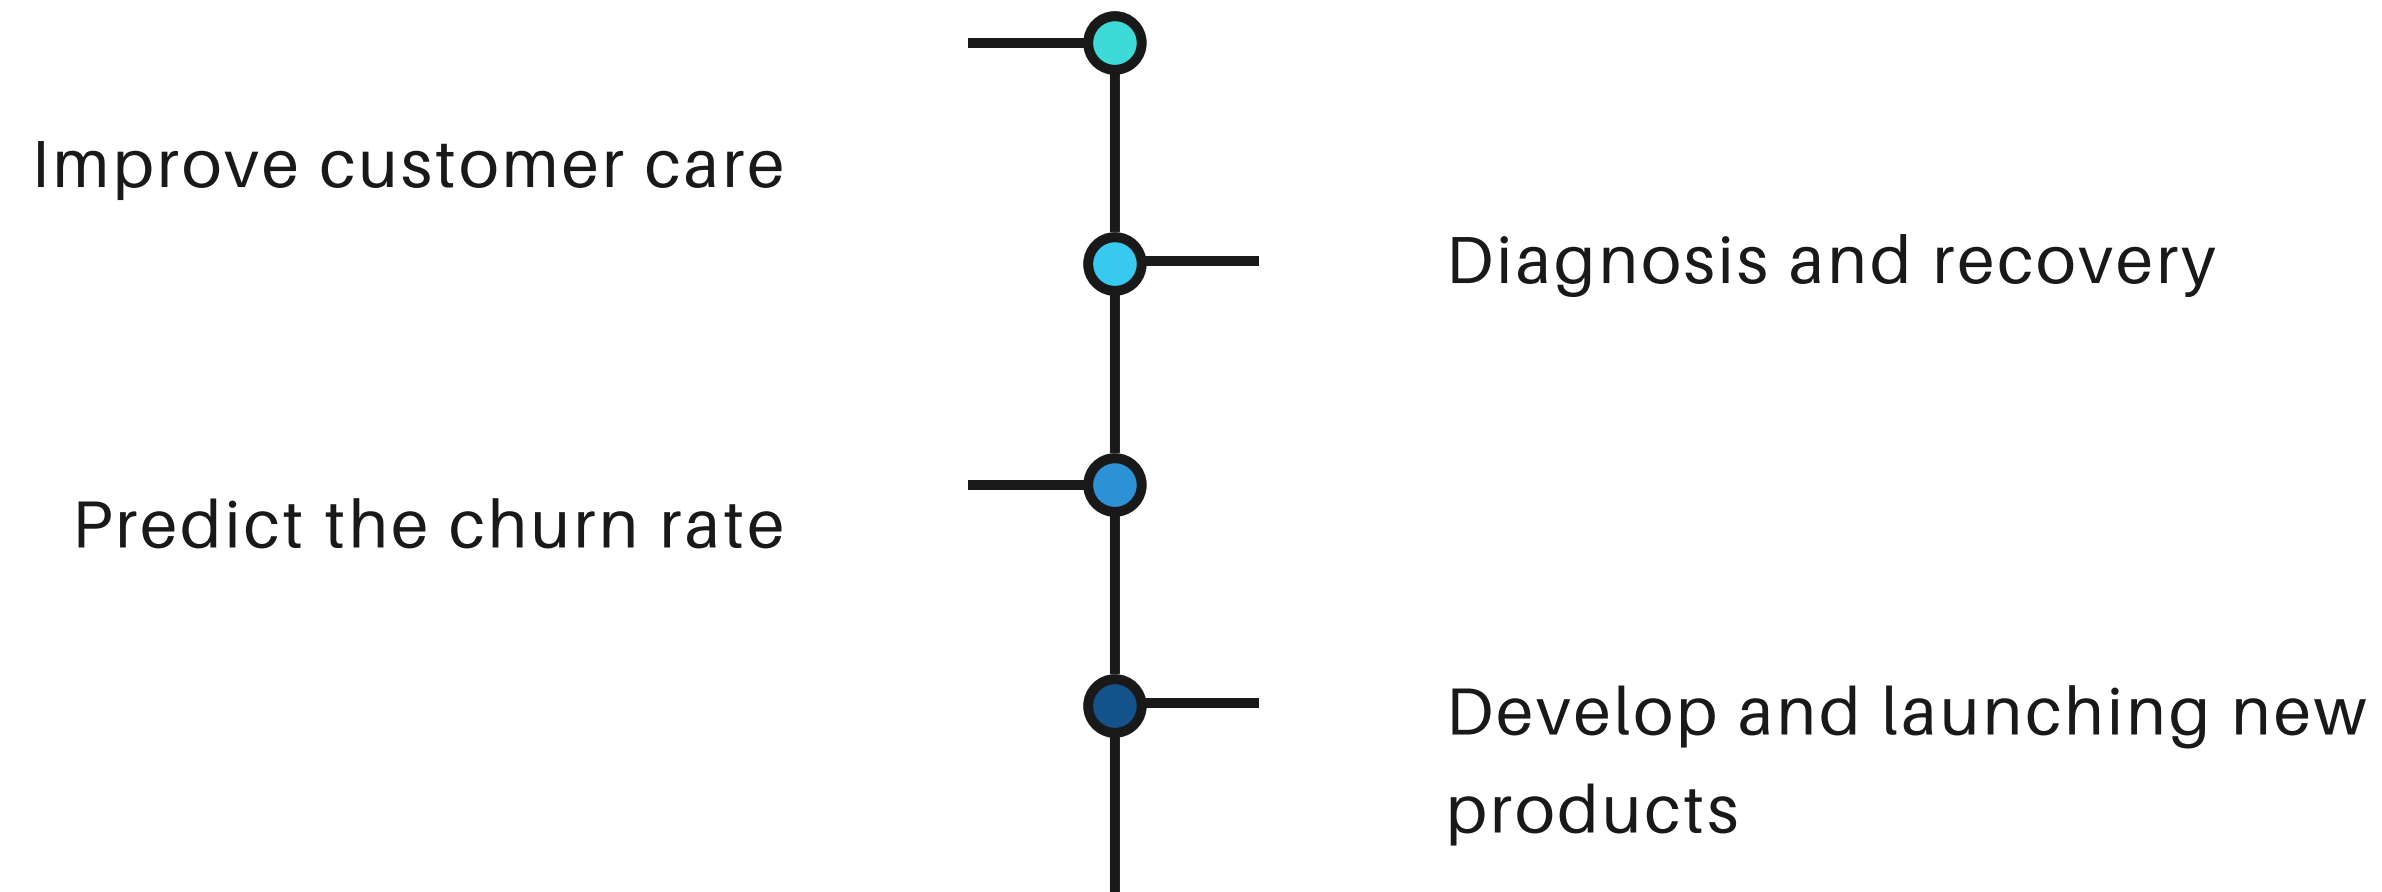 Improve customer care
Diagnosis and recovery
Predict the churn rate
Develop and launching new
products